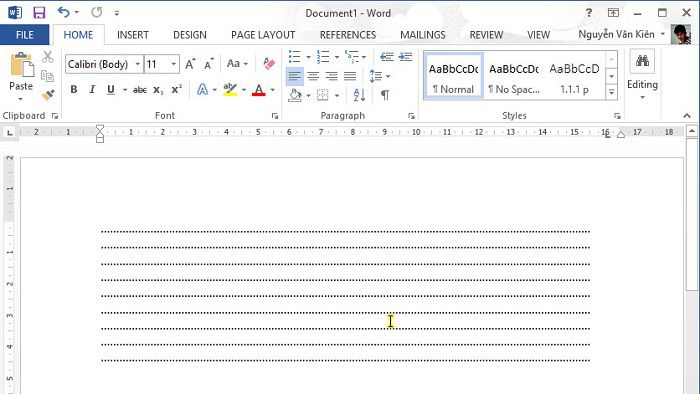 Document1 - Word
FILE HOME INSERT DESIGN PAGE LAYOUT REFERENCES MAILINGS REVIEW VIEW Nguyễn Văn Kiên
Calibri (Body) 11 A A Aa
AaBbCcDc AaBbCcDc AaBbCcD
Paste B I U abc x₂ x² A A
¶ Normal ¶ No Spac... 1.1.1 p Editing
Clipboard Font Paragraph Styles
2 1 1 2 3 4 5 6 7 8 9 10 11 12 13 14 15 16 17 18
2
1
1
2
3
4
5
................................................................
................................................................
................................................................
................................................................
................................................................
................................................................
................................................................
................................................................
................................................................